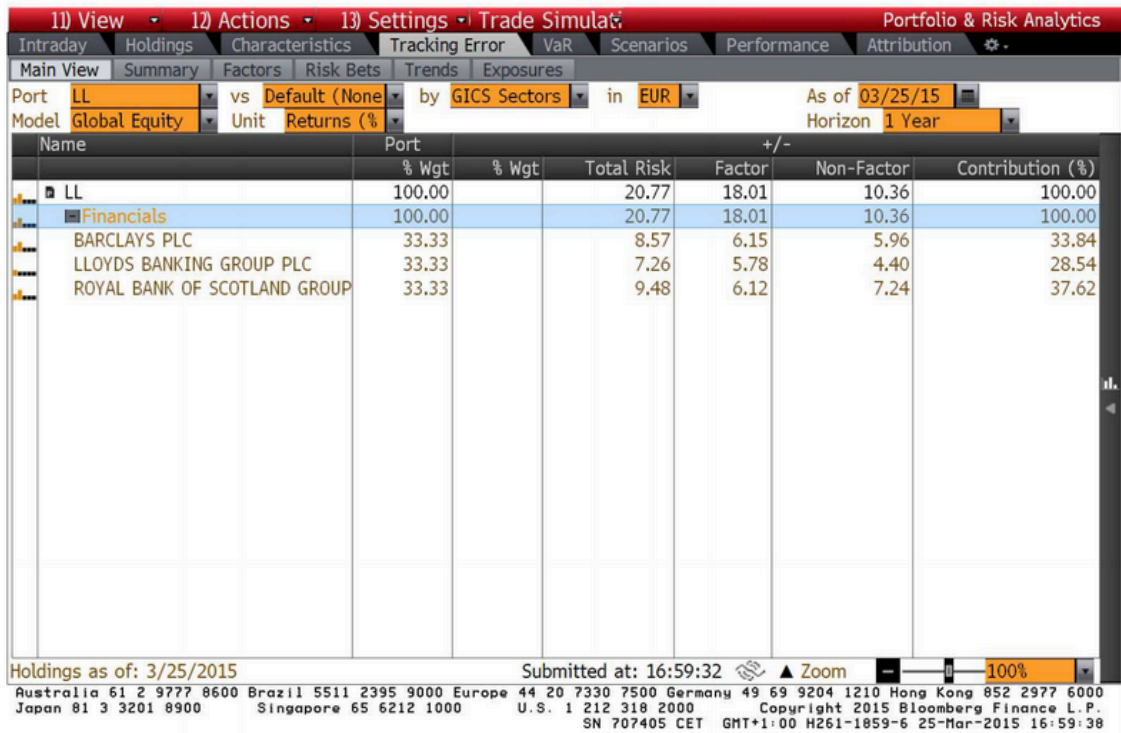 11) View 12) Actions 13) Settings Trade Simulat Portfolio & Risk Analytics
Intraday Holdings Characteristics Tracking Error VaR Scenarios Performance Attribution
Main View Summary Factors Risk Bets Trends Exposures
Port LL vs Default (None by GICS Sectors in EUR As of 03/25/15
Model Global Equity Unit Returns (% Horizon 1 Year
Name Port +/-
% Wgt % Wgt Total Risk Factor Non-Factor Contribution (%)
LL 100.00 20.77 18.01 10.36 100.00
Financials 100.00 20.77 18.01 10.36 100.00
BARCLAYS PLC 33.33 8.57 6.15 5.96 33.84
LLOYDS BANKING GROUP PLC 33.33 7.26 5.78 4.40 28.54
ROYAL BANK OF SCOTLAND GROUP 33.33 9.48 6.12 7.24 37.62
Holdings as of: 3/25/2015 Submitted at: 16:59:32 Zoom 100%
Australia 61 2 9777 8600 Brazil 5511 2395 9000 Europe 44 20 7330 7500 Germany 49 69 9204 1210 Hong Kong 852 2977 6000
Japan 81 3 3201 8900 Singapore 65 6212 1000 U.S. 1 212 318 2000 Copyright 2015 Bloomberg Finance L.P.
SN 707405 CET GMT+1:00 H261-1859-6 25-Mar-2015 16:59:38